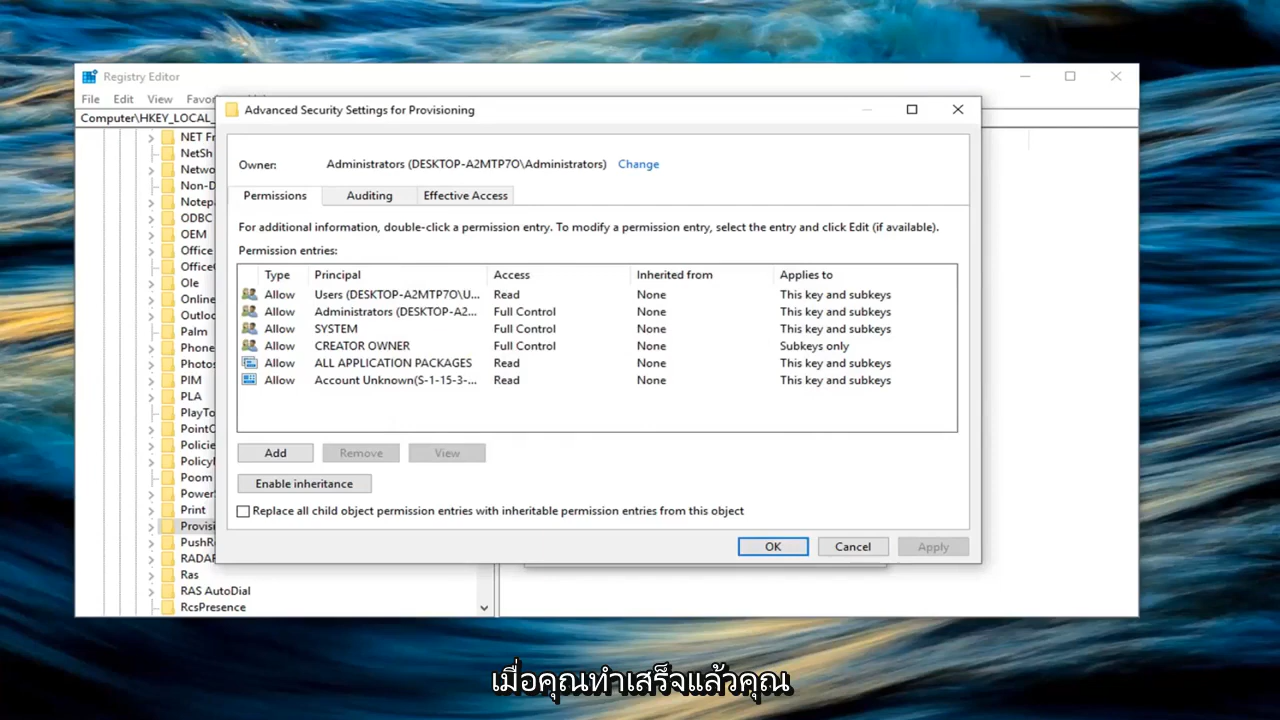 Registry Editor
File Edit View Favor
Computer\HKEY_LOCAL_
NET Fr
NetSh
Netwo
Non-D
Notep
ODBC
OEM
Office
Office
Ole
Online
Outloo
Palm
Phone
Photos
PIM
PLA
PlayTo
PointC
Policie
Policy
Poom
PowerS
Print
Provisi
PushR
RADAR
Ras
RAS AutoDial
RcsPresence
Advanced Security Settings for Provisioning
Owner: Administrators (DESKTOP-A2MTP7O\Administrators) Change
Permissions Auditing Effective Access
For additional information, double-click a permission entry. To modify a permission entry, select the entry and click Edit (if available).
Permission entries:
Type Principal Access Inherited from Applies to
Allow Users (DESKTOP-A2MTP7O\U... Read None This key and subkeys
Allow Administrators (DESKTOP-A2... Full Control None This key and subkeys
Allow SYSTEM Full Control None This key and subkeys
Allow CREATOR OWNER Full Control None Subkeys only
Allow ALL APPLICATION PACKAGES Read None This key and subkeys
Allow Account Unknown(S-1-15-3-... Read None This key and subkeys
Add Remove View
Enable inheritance
Replace all child object permission entries with inheritable permission entries from this object
OK Cancel Apply
เมื่อคุณทำเสร็จแล้วคุณ